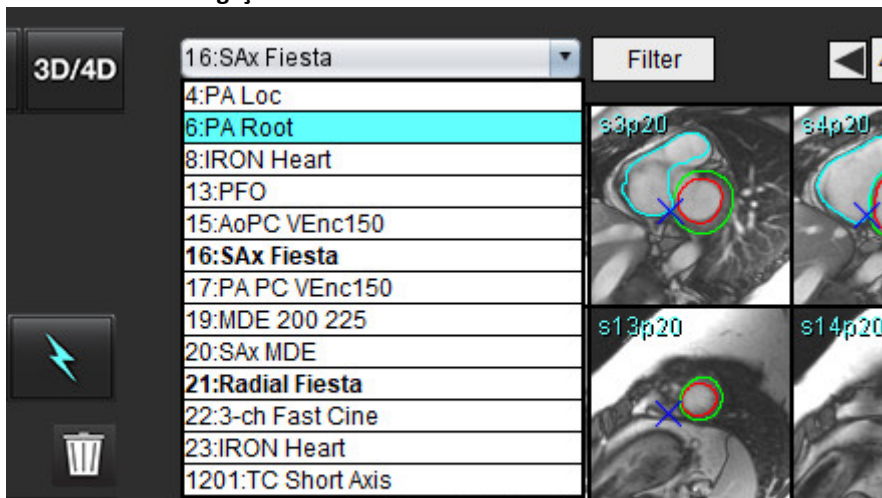 3D/4D
16:SAx Fiesta
Filter
4:PA Loc
6:PA Root
8:IRON Heart
13:PFO
15:AoPC VEnc150
16:SAx Fiesta
17:PA PC VEnc150
19:MDE 200 225
20:SAx MDE
21:Radial Fiesta
22:3-ch Fast Cine
23:IRON Heart
1201:TC Short Axis
s3p20
s4p20
s13p20
s14p20